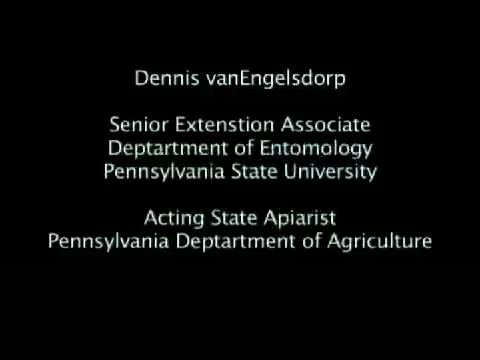 Dennis vanEngelsdorp
Senior Extenstion Associate
Deptartment of Entomology
Pennsylvania State University
Acting State Apiarist
Pennsylvania Deptartment of Agriculture